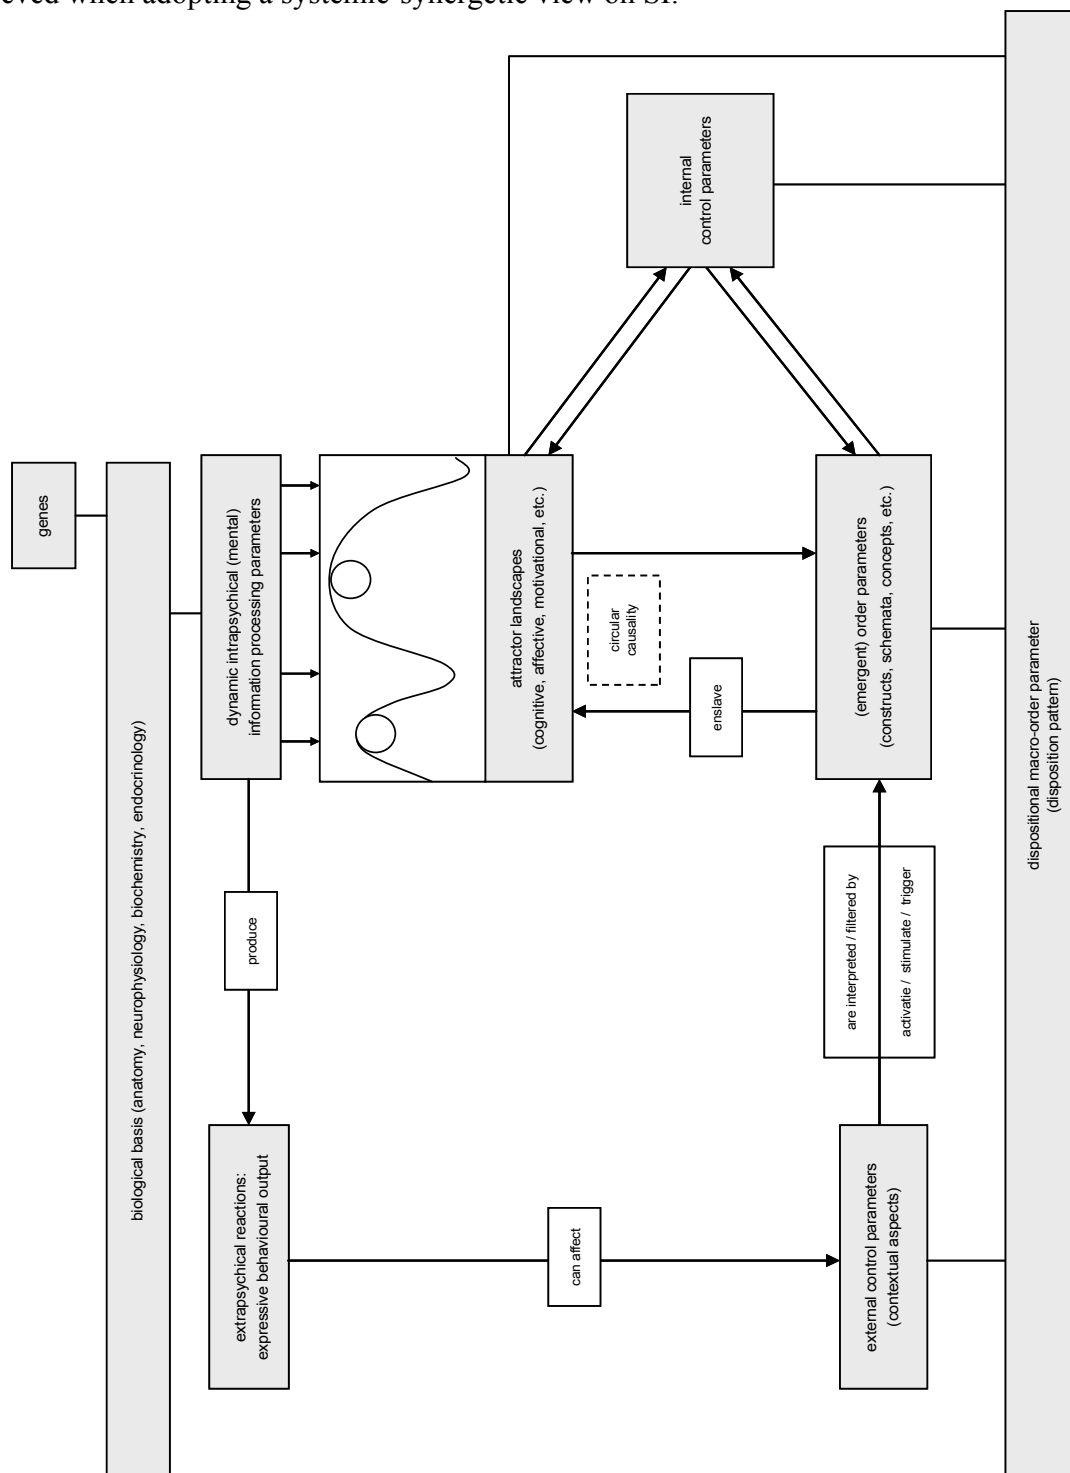 eved when adopting a systemic-synergetic view on SI.
genes
biological basis (anatomy, neurophysiology, biochemistry, endocrinology)
dynamic intrapsychical (mental)
information processing parameters
produce
extrapsychical reactions:
expressive behavioural output
can affect
external control parameters
(contextual aspects)
are interpreted / filtered by
activatie / stimulate / trigger
attractor landscapes
(cognitive, affective, motivational, etc.)
circular
causality
enslave
(emergent) order parameters
(constructs, schemata, concepts, etc.)
internal
control parameters
dispositional macro-order parameter
(disposition pattern)